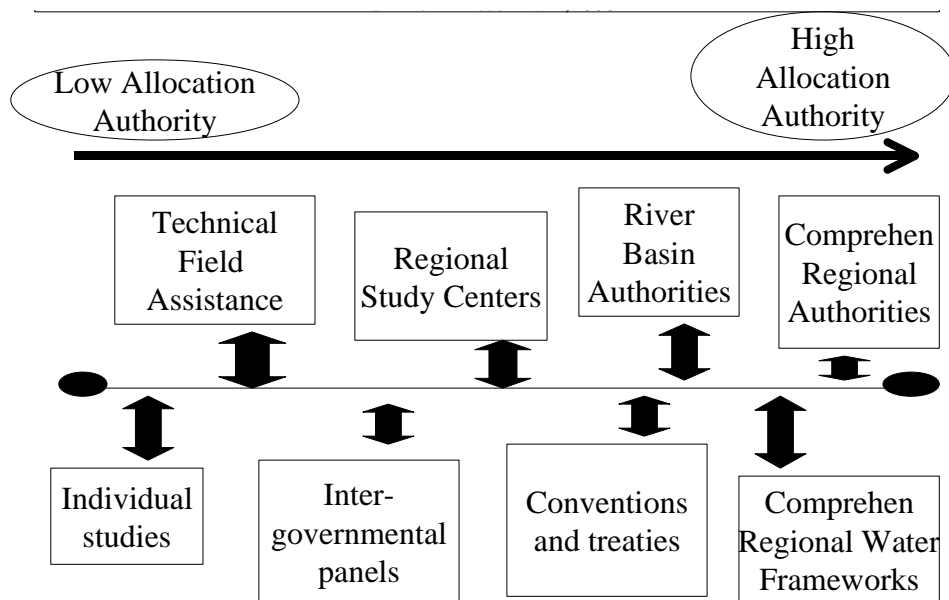 Low Allocation
Authority
High
Allocation
Authority
Technical
Field
Assistance
Regional
Study Centers
River
Basin
Authorities
Comprehen
Regional
Authorities
Individual
studies
Inter-
governmental
panels
Conventions
and treaties
Comprehen
Regional Water
Frameworks